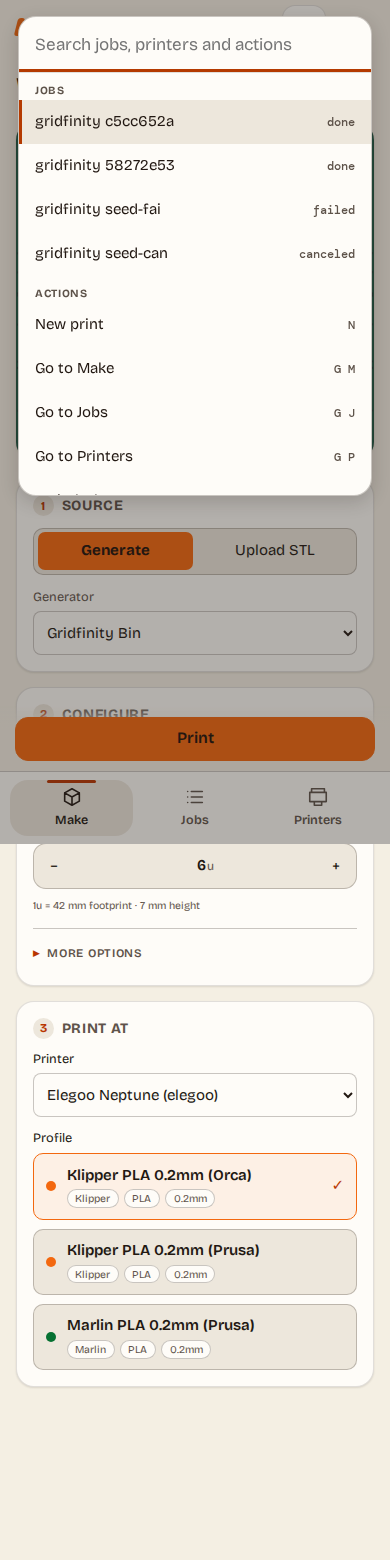 Search jobs, printers and actions
JOBS
gridfinity c5cc652a done
gridfinity 58272e53 done
gridfinity seed-fai failed
gridfinity seed-can canceled
ACTIONS
New print N
Go to Make G M
Go to Jobs G J
Go to Printers G P
1 SOURCE
Generate Upload STL
Generator
Gridfinity Bin
2 CONFIGURE
Print
Make Jobs Printers
− 6u +
1u = 42 mm footprint · 7 mm height
▸ MORE OPTIONS
3 PRINT AT
Printer
Elegoo Neptune (elegoo)
Profile
Klipper PLA 0.2mm (Orca) ✓
Klipper PLA 0.2mm
Klipper PLA 0.2mm (Prusa)
Klipper PLA 0.2mm
Marlin PLA 0.2mm (Prusa)
Marlin PLA 0.2mm